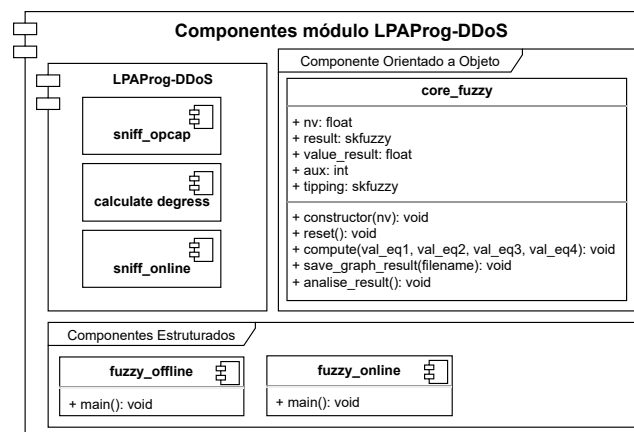 Componentes módulo LPAProg-DDoS
LPAProg-DDoS
sniff_opcap
calculate degress
sniff_online
Componente Orientado a Objeto
core_fuzzy
+ nv: float
+ result: skfuzzy
+ value_result: float
+ aux: int
+ tipping: skfuzzy
+ constructor(nv): void
+ reset(): void
+ compute(val_eq1, val_eq2, val_eq3, val_eq4): void
+ save_graph_result(filename): void
+ analise_result(): void
Componentes Estruturados
fuzzy_offline
+ main(): void
fuzzy_online
+ main(): void